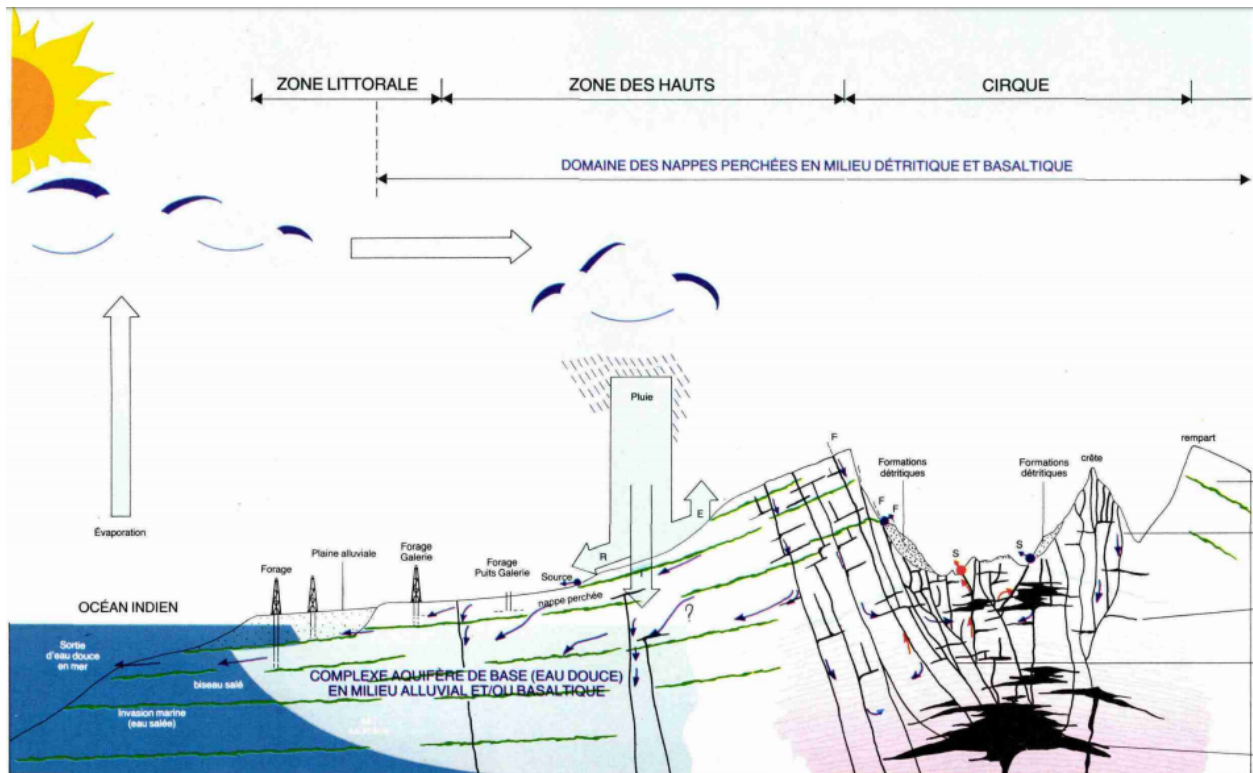 ZONE LITTORALE
ZONE DES HAUTS
CIRQUE
DOMAINE DES NAPPES PERCHÉES EN MILIEU DÉTRITIQUE ET BASALTIQUE
Pluie
F
rempart
Formations
détritiques
Formations
détritiques
crête
F
F
E
Évaporation
R
I
S
S
Forage
Plaine alluviale
Forage
Galerie
Forage
Puits Galerie
Source
nappe perchée
?
OCÉAN INDIEN
Sortie
d'eau douce
en mer
biseau salé
COMPLEXE AQUIFÈRE DE BASE (EAU DOUCE)
EN MILIEU ALLUVIAL ET/OU BASALTIQUE
Invasion marine
(eau salée)